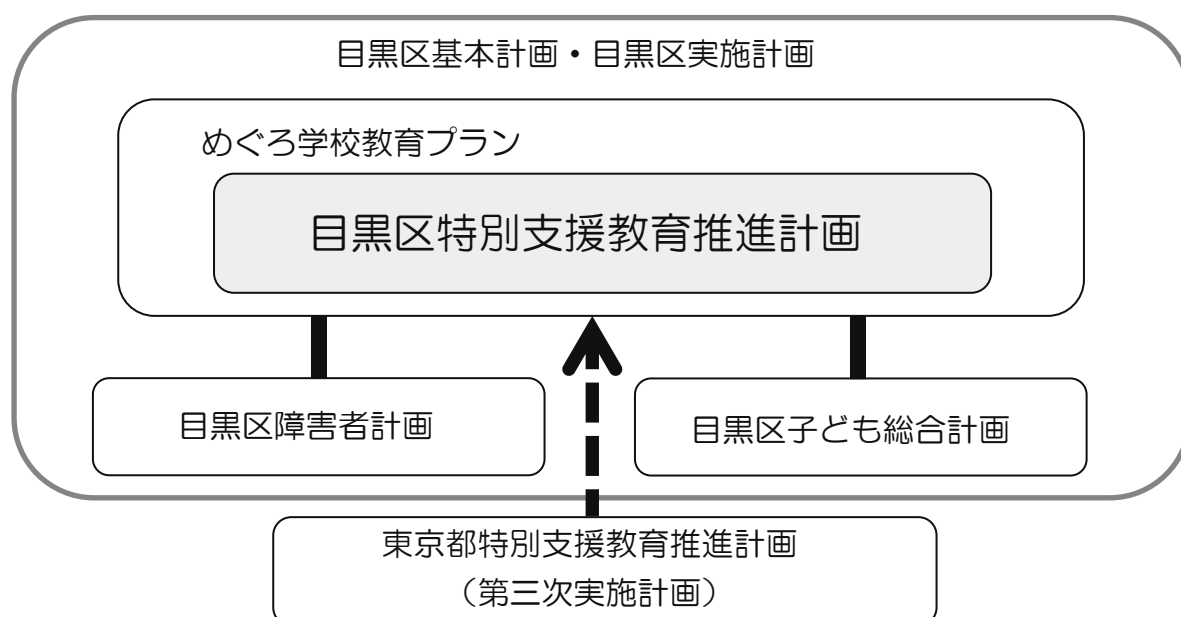 目黒区基本計画・目黒区実施計画
めぐろ学校教育プラン
目黒区特別支援教育推進計画
目黒区障害者計画
目黒区子ども総合計画
東京都特別支援教育推進計画
（第三次実施計画）